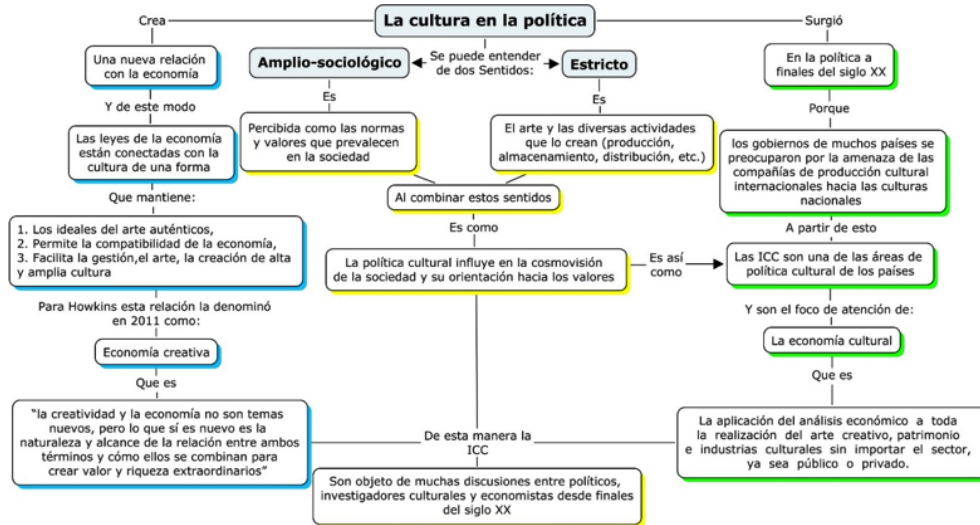 La cultura en la política
Crea
Una nueva relación
con la economía
Y de este modo
Las leyes de la economía
están conectadas con la
cultura de una forma
Que mantiene:
1. Los ideales del arte auténticos,
2. Permite la compatibilidad de la economía,
3. Facilita la gestión,el arte, la creación de alta
y amplia cultura
Para Howkins esta relación la denominó
en 2011 como:
Economía creativa
Que es
“la creatividad y la economía no son temas
nuevos, pero lo que sí es nuevo es la
naturaleza y alcance de la relación entre ambos
términos y cómo ellos se combinan para
crear valor y riqueza extraordinarios”
Se puede entender
de dos Sentidos:
Amplio-sociológico
Es
Percibida como las normas
y valores que prevalecen
en la sociedad
Estricto
Es
El arte y las diversas actividades
que lo crean (producción,
almacenamiento, distribución, etc.)
Al combinar estos sentidos
Es como
La política cultural influye en la cosmovisión
de la sociedad y su orientación hacia los valores
Es así
como
Surgió
En la política a
finales del siglo XX
Porque
los gobiernos de muchos países se
preocuparon por la amenaza de las
compañías de producción cultural
internacionales hacia las culturas
nacionales
A partir de esto
Las ICC son una de las áreas de
política cultural de los países
Y son el foco de atención de:
La economía cultural
Que es
La aplicación del análisis económico a toda
la realización del arte creativo, patrimonio
e industrias culturales sin importar el sector,
ya sea público o privado.
De esta manera la
ICC
Son objeto de muchas discusiones entre políticos,
investigadores culturales y economistas desde finales
del siglo XX